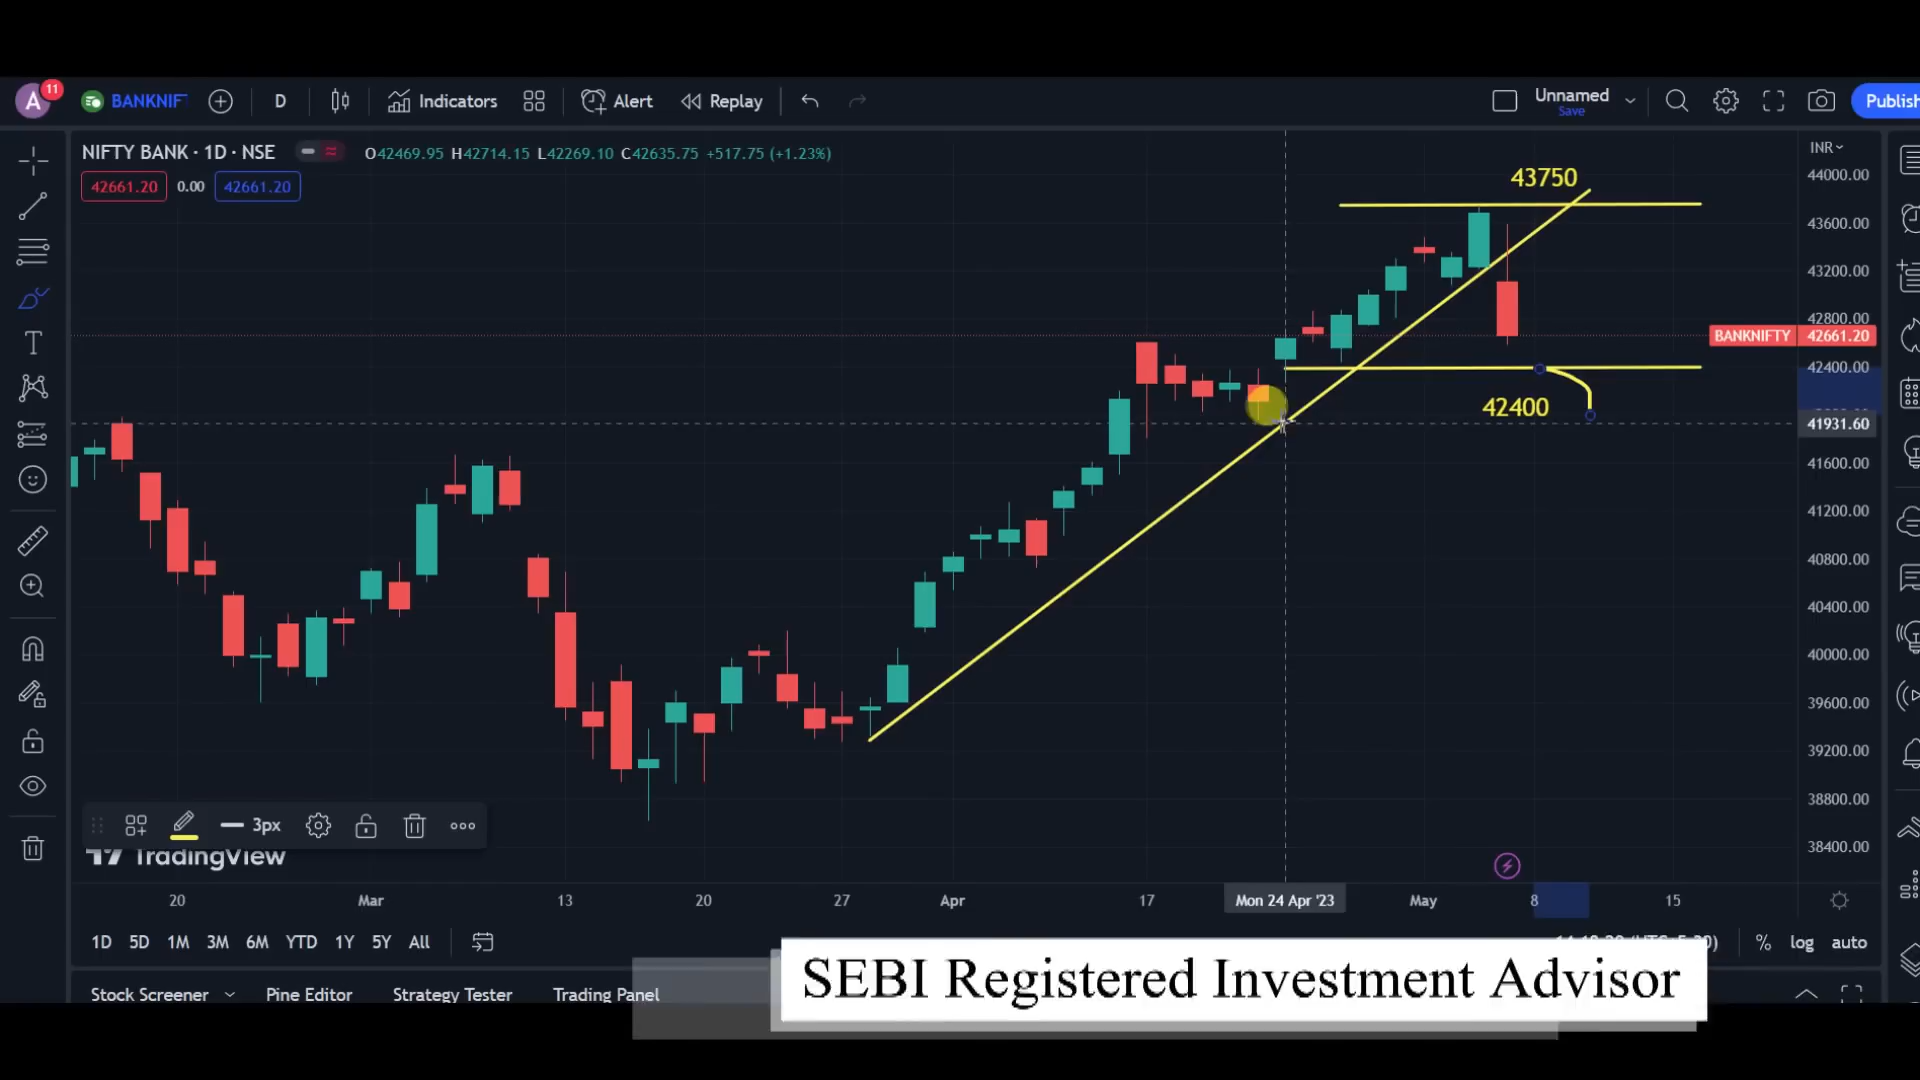 A 11 BANKNIF D Indicators Alert Replay Unnamed Save Publish
NIFTY BANK · 1D · NSE O42469.95 H42714.15 L42269.10 C42635.75 +517.75 (+1.23%) INR
42661.20 0.00 42661.20
43750
44000.00
43600.00
43200.00
42800.00
BANKNIFTY 42661.20
42400.00
42400
41931.60
41600.00
41200.00
40800.00
40400.00
40000.00
39600.00
39200.00
38800.00
38400.00
3px
TradingView
20 Mar 13 20 27 Apr 17 Mon 24 Apr '23 May 8 15
1D 5D 1M 3M 6M YTD 1Y 5Y All % log auto
Stock Screener Pine Editor Strategy Tester Trading Panel
SEBI Registered Investment Advisor